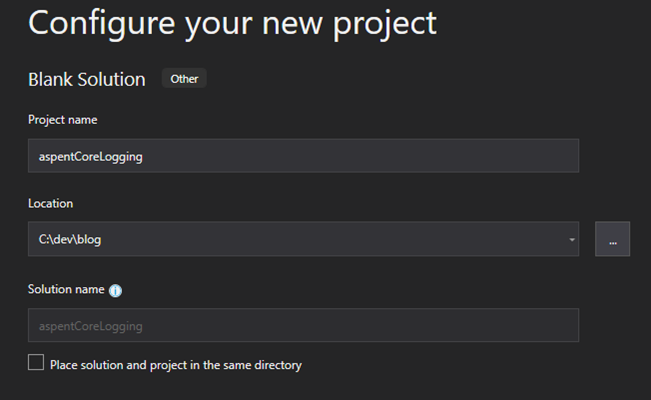 Configure your new project
Blank Solution Other
Project name
aspentCoreLogging
Location
C:\dev\blog
...
Solution name
aspentCoreLogging
Place solution and project in the same directory